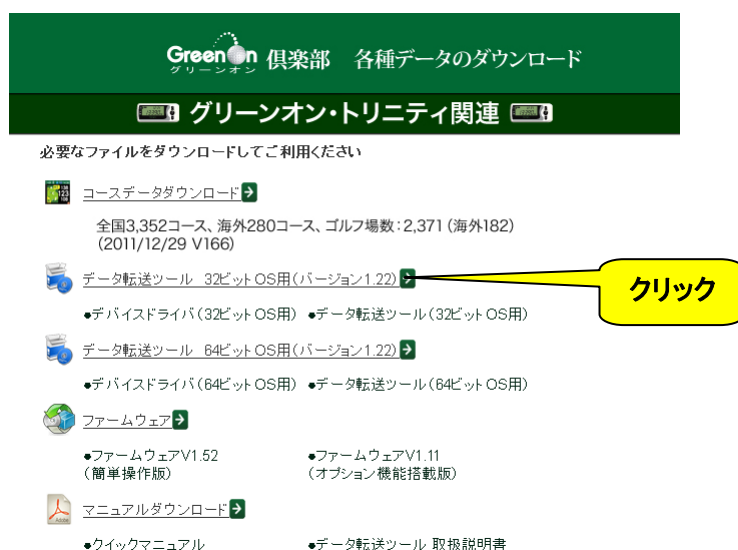 GreenOn 倶楽部 各種データのダウンロード
グリーンオン
グリーンオン・トリニティ関連
必要なファイルをダウンロードしてご利用ください
コースデータダウンロード
全国3,352コース、海外280コース、ゴルフ場数:2,371(海外182)
(2011/12/29 V166)
データ転送ツール 32ビットOS用(バージョン1.22)
クリック
●デバイスドライバ(32ビットOS用) ●データ転送ツール(32ビットOS用)
データ転送ツール 64ビットOS用(バージョン1.22)
●デバイスドライバ(64ビットOS用) ●データ転送ツール(64ビットOS用)
ファームウェア
●ファームウェアV1.52 ●ファームウェアV1.11
(簡単操作版) (オプション機能搭載版)
マニュアルダウンロード
Adobe
●クイックマニュアル ●データ転送ツール 取扱説明書